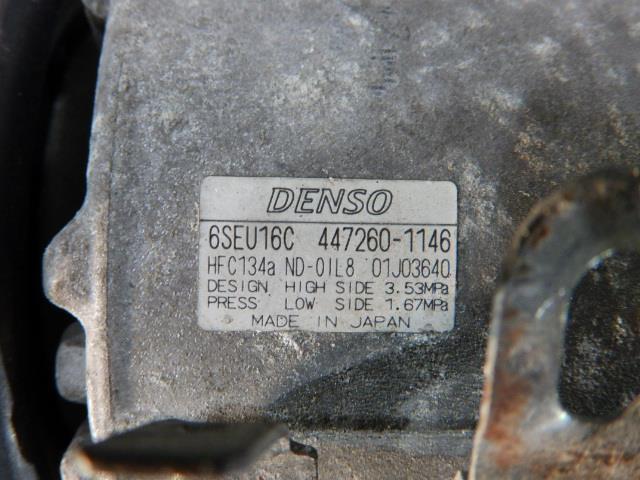 DENSO
6SEU16C 447260-1146
HFC134a ND-OIL8 01J03640
DESIGN HIGH SIDE 3.53MPa
PRESS LOW SIDE 1.67MPa
MADE IN JAPAN